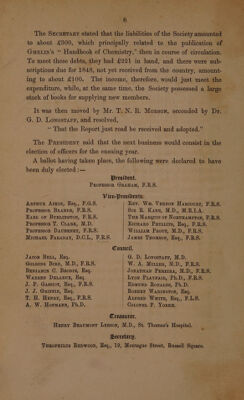 6
The Secretary stated that the liabilities of the Society amounted
to about £300, which principally related to the publication of
Gmelin's "Handbook of Chemistry," then in course of circulation.
To meet these debts, they had £221 in hand, and there were sub-
scriptions due for 1848, not yet received from the country, amount-
ing to about £100. The income, therefore, would just meet the
expenditure, while, at the same time, the Society possessed a large
stock of books for supplying new members.
It was then moved by Mr. T. N. R. Morson, seconded by Dr.
G. D. Longstaff, and resolved,
"That the Report just read be received and adopted."
The President said that the next business would consist in the
election of officers for the ensuing year.
A ballot having taken place, the following were declared to have
been duly elected:—
President.
Professor Graham, F.R.S.
Vice-Presidents:
Arthur Aikin, Esq., F.G.S.
Professor Brande, F.R.S.
Earl of Burlington, F.R.S.
Professor T. Clark, M.D.
Professor Daubeney, F.R.S.
Michael Faraday, D.C.L., F.R.S.
Rev. Wm. Vernon Harcourt, F.R.S.
Sir R. Kane, M.D., M.R.I.A.
The Marquis of Northampton, F.R.S.
Richard Phillips, Esq., F.R.S.
William Prout, M.D., F.R.S.
James Thomson, Esq., F.R.S.
Council.
Jacob Bell, Esq.
Golding Bird, M.D., F.R.S.
Benjamin C. Brodie, Esq.
Warren Delarue, Esq.
J. P. Gassiot, Esq., F.R.S.
J. J. Griffin, Esq.
T. H. Henry, Esq., F.R.S.
A. W. Hofmann, Ph.D.
G. D. Longstaff, M.D.
W. A. Miller, M.D., F.R.S.
Jonathan Pereira, M.D., F.R.S.
Lyon Playfair, Ph.D., F.R.S.
Edmund Ronalds, Ph.D.
Robert Warington, Esq.
Alfred White, Esq., F.L.S.
Colonel P. Yorke.
Treasurer.
Henry Beaumont Leeson, M.D., St. Thomas's Hospital.
Secretary.
Theophilus Redwood, Esq., 19, Montague Street, Russell Square.